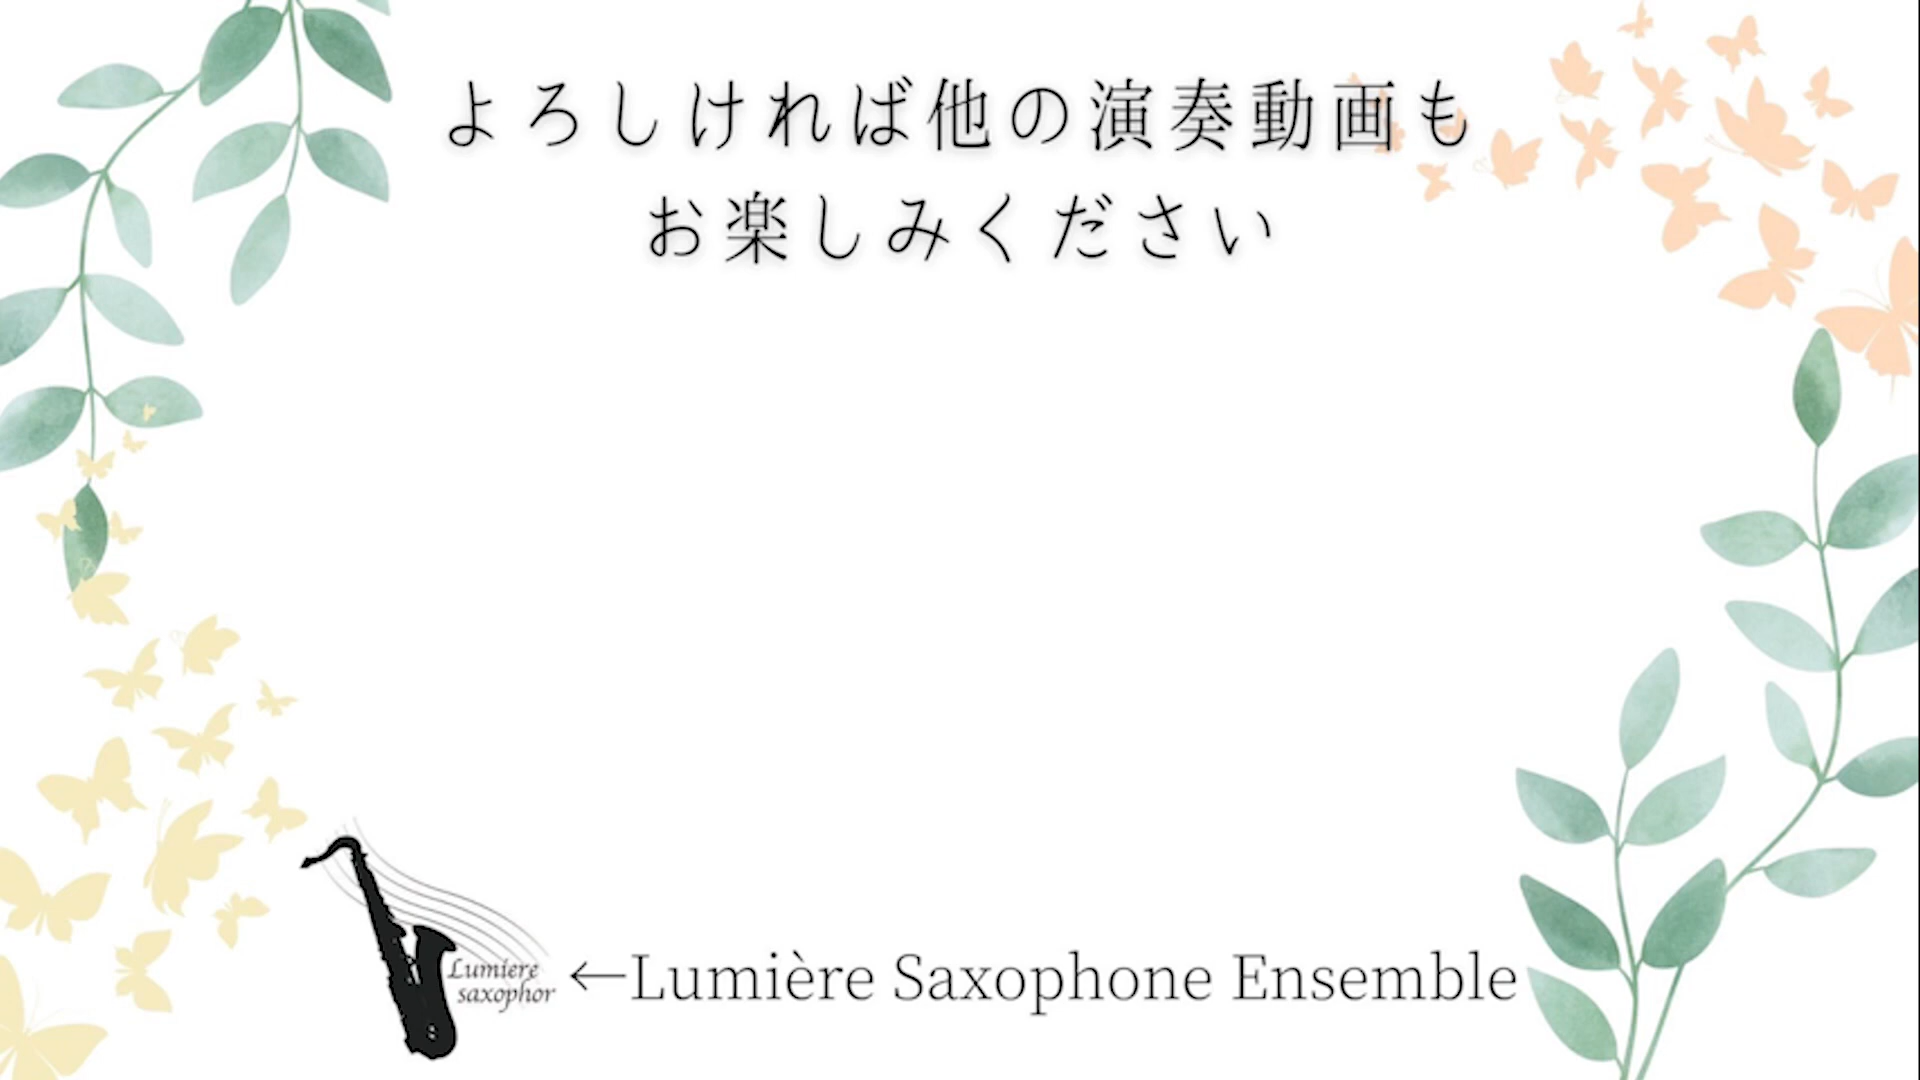 よろしければ他の演奏動画も
お楽しみください
Lumiere
saxophor
←Lumière Saxophone Ensemble